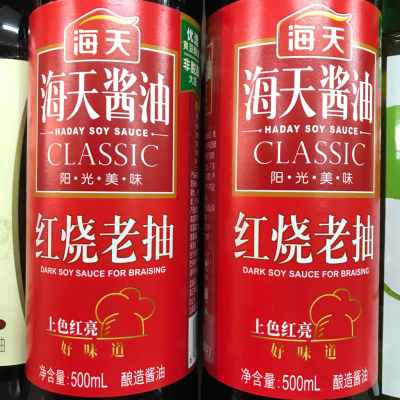 海天
海天酱油
HADAY SOY SAUCE
CLASSIC
阳·光·美·味
红烧老抽
DARK SOY SAUCE FOR BRAISING
上色红亮
好味道
净含量:500mL 酿造酱油
海天
海天酱油
HADAY SOY SAUCE
CLASSIC
阳·光·美·味
红烧老抽
DARK SOY SAUCE FOR BRAISING
上色红亮
好味道
净含量:500mL 酿造酱油